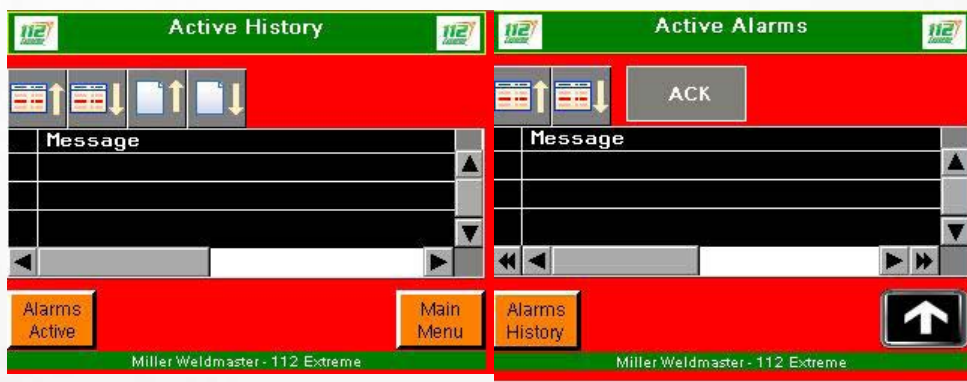 112
Active History
112
Message
Alarms
Active
Main
Menu
Miller Weldmaster - 112 Extreme
112
Active Alarms
112
ACK
Message
Alarms
History
Miller Weldmaster - 112 Extreme